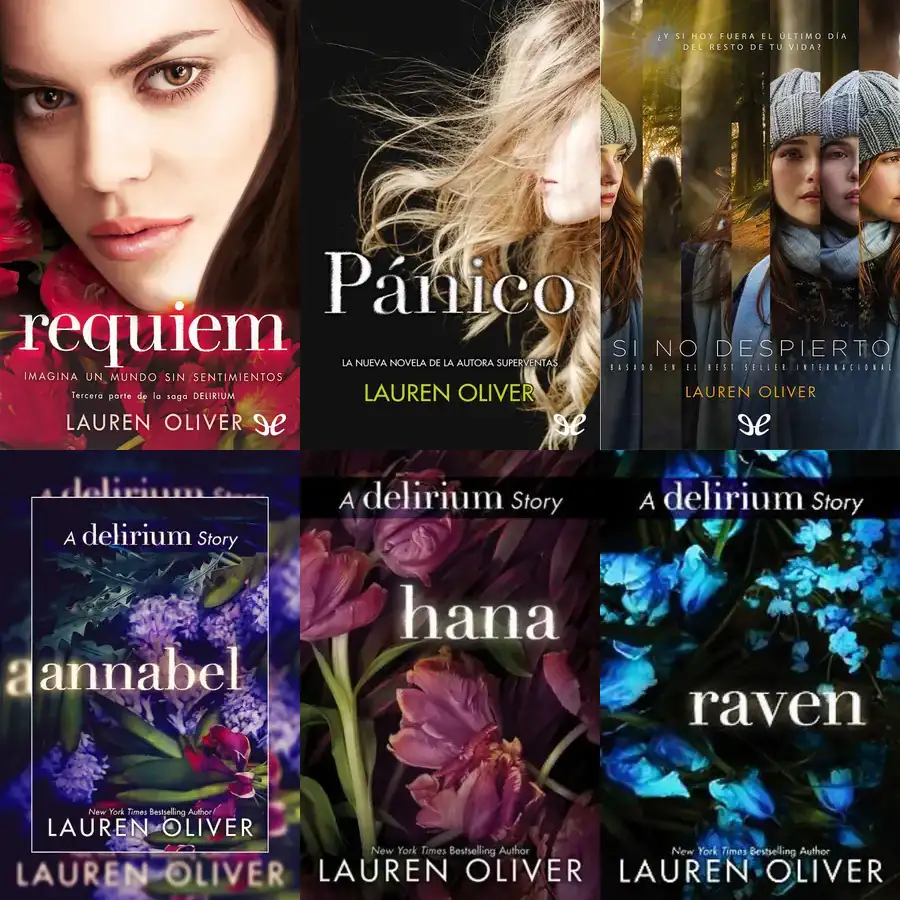 requiem
IMAGINA UN MUNDO SIN SENTIMIENTOS
Tercera parte de la saga DELIRIUM
LAUREN OLIVER
Pánico
LA NUEVA NOVELA DE LA AUTORA SUPERVENTAS
LAUREN OLIVER
¿Y SI HOY FUERA EL ÚLTIMO DÍA
DEL RESTO DE TU VIDA?
SI NO DESPIERTO
BASADO EN EL BEST SELLER INTERNACIONAL
LAUREN OLIVER
A delirium Story
A delirium Story
a annabel
New York Times Bestselling Author
LAUREN OLIVER
LAUREN OLIVER
A delirium Story
hana
New York Times Bestselling Author
LAUREN OLIVER
A delirium Story
raven
New York Times Bestselling Author
LAUREN OLIVER